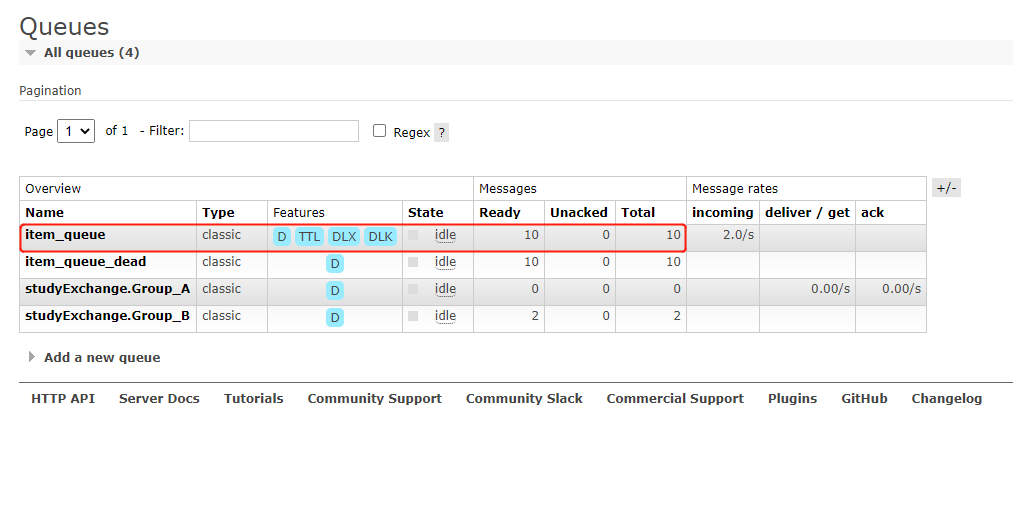 Queues
All queues (4)
Pagination
Page 1 of 1 - Filter: Regex ?
Overview Messages Message rates +/-
Name Type Features State Ready Unacked Total incoming deliver / get ack
item_queue classic D TTL DLX DLK idle 10 0 10 2.0/s
item_queue_dead classic D idle 10 0 10
studyExchange.Group_A classic D idle 0 0 0 0.00/s 0.00/s
studyExchange.Group_B classic D idle 2 0 2
Add a new queue
HTTP API Server Docs Tutorials Community Support Community Slack Commercial Support Plugins GitHub Changelog